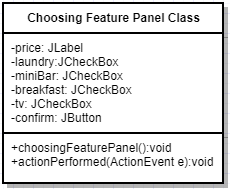 Choosing Feature Panel Class
-price: JLabel
-laundry:JCheckBox
-miniBar: JCheckBox
-breakfast: JCheckBox
-tv: JCheckBox
-confirm: JButton
+choosingFeaturePanel():void
+actionPerformed(ActionEvent e):void